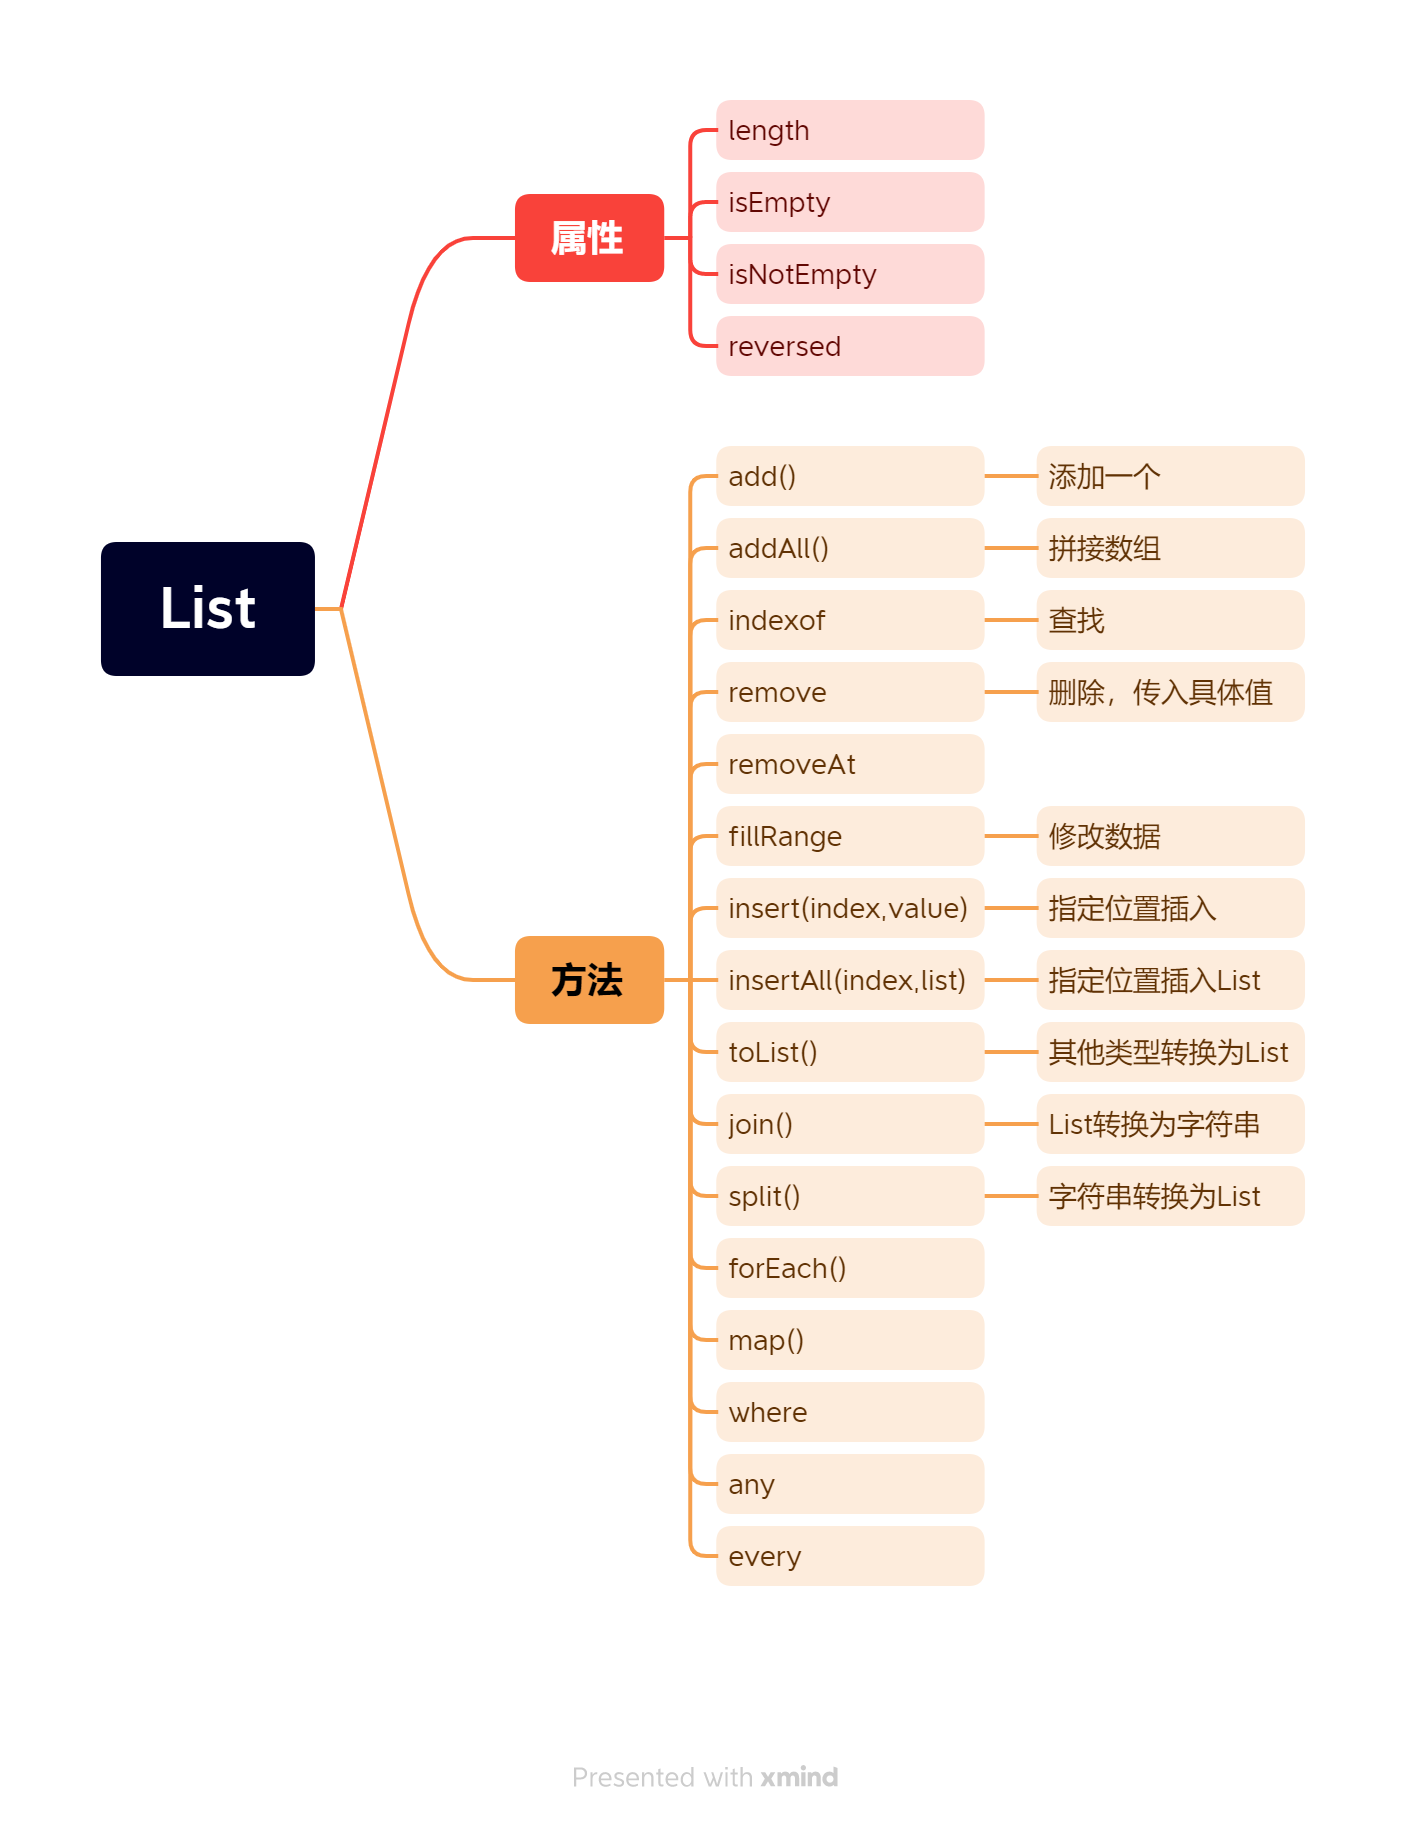 List
属性
length
isEmpty
isNotEmpty
reversed
方法
add()
添加一个
addAll()
拼接数组
indexof
查找
remove
删除，传入具体值
removeAt
fillRange
修改数据
insert(index,value)
指定位置插入
insertAll(index,list)
指定位置插入List
toList()
其他类型转换为List
join()
List转换为字符串
split()
字符串转换为List
forEach()
map()
where
any
every
Presented with xmind